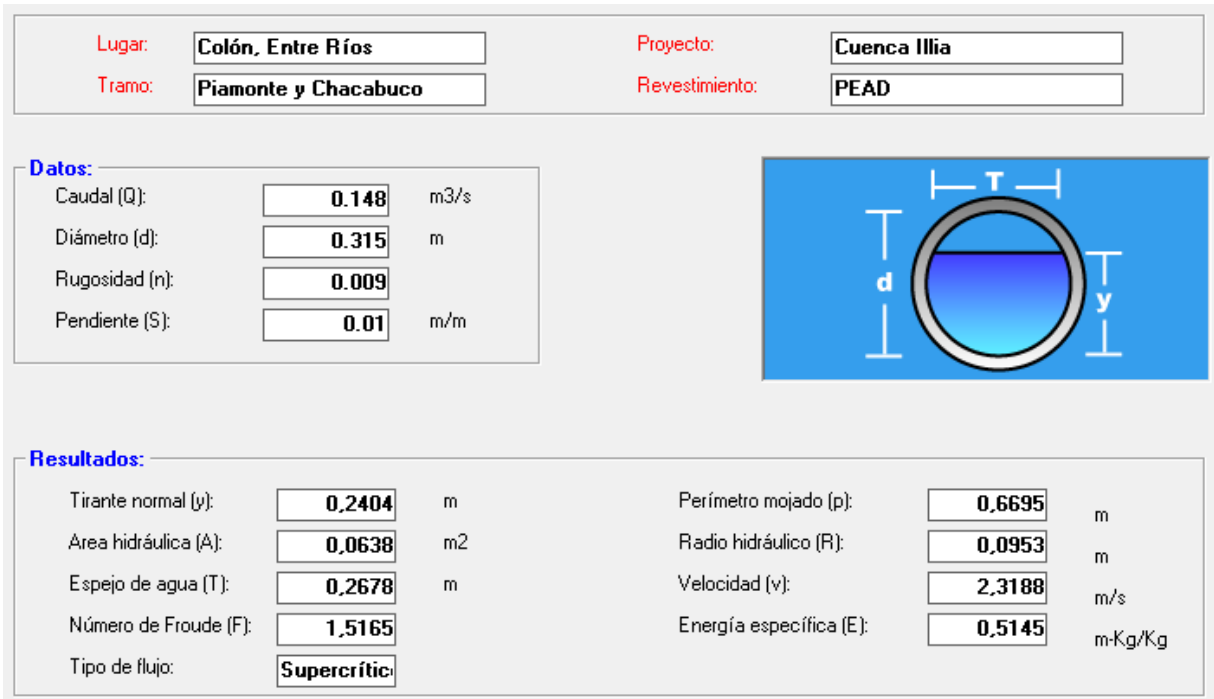 Lugar: Colón, Entre Ríos Proyecto: Cuenca Illia
Tramo: Piamonte y Chacabuco Revestimiento: PEAD
Datos:
Caudal (Q): 0.148 m3/s
Diámetro (d): 0.315 m
Rugosidad (n): 0.009
Pendiente (S): 0.01 m/m
T
d
y
Resultados:
Tirante normal (y): 0,2404 m Perímetro mojado (p): 0,6695 m
Area hidráulica (A): 0,0638 m2 Radio hidráulico (R): 0,0953 m
Espejo de agua (T): 0,2678 m Velocidad (v): 2,3188 m/s
Número de Froude (F): 1,5165 Energía específica (E): 0,5145 m-Kg/Kg
Tipo de flujo: Supercrític